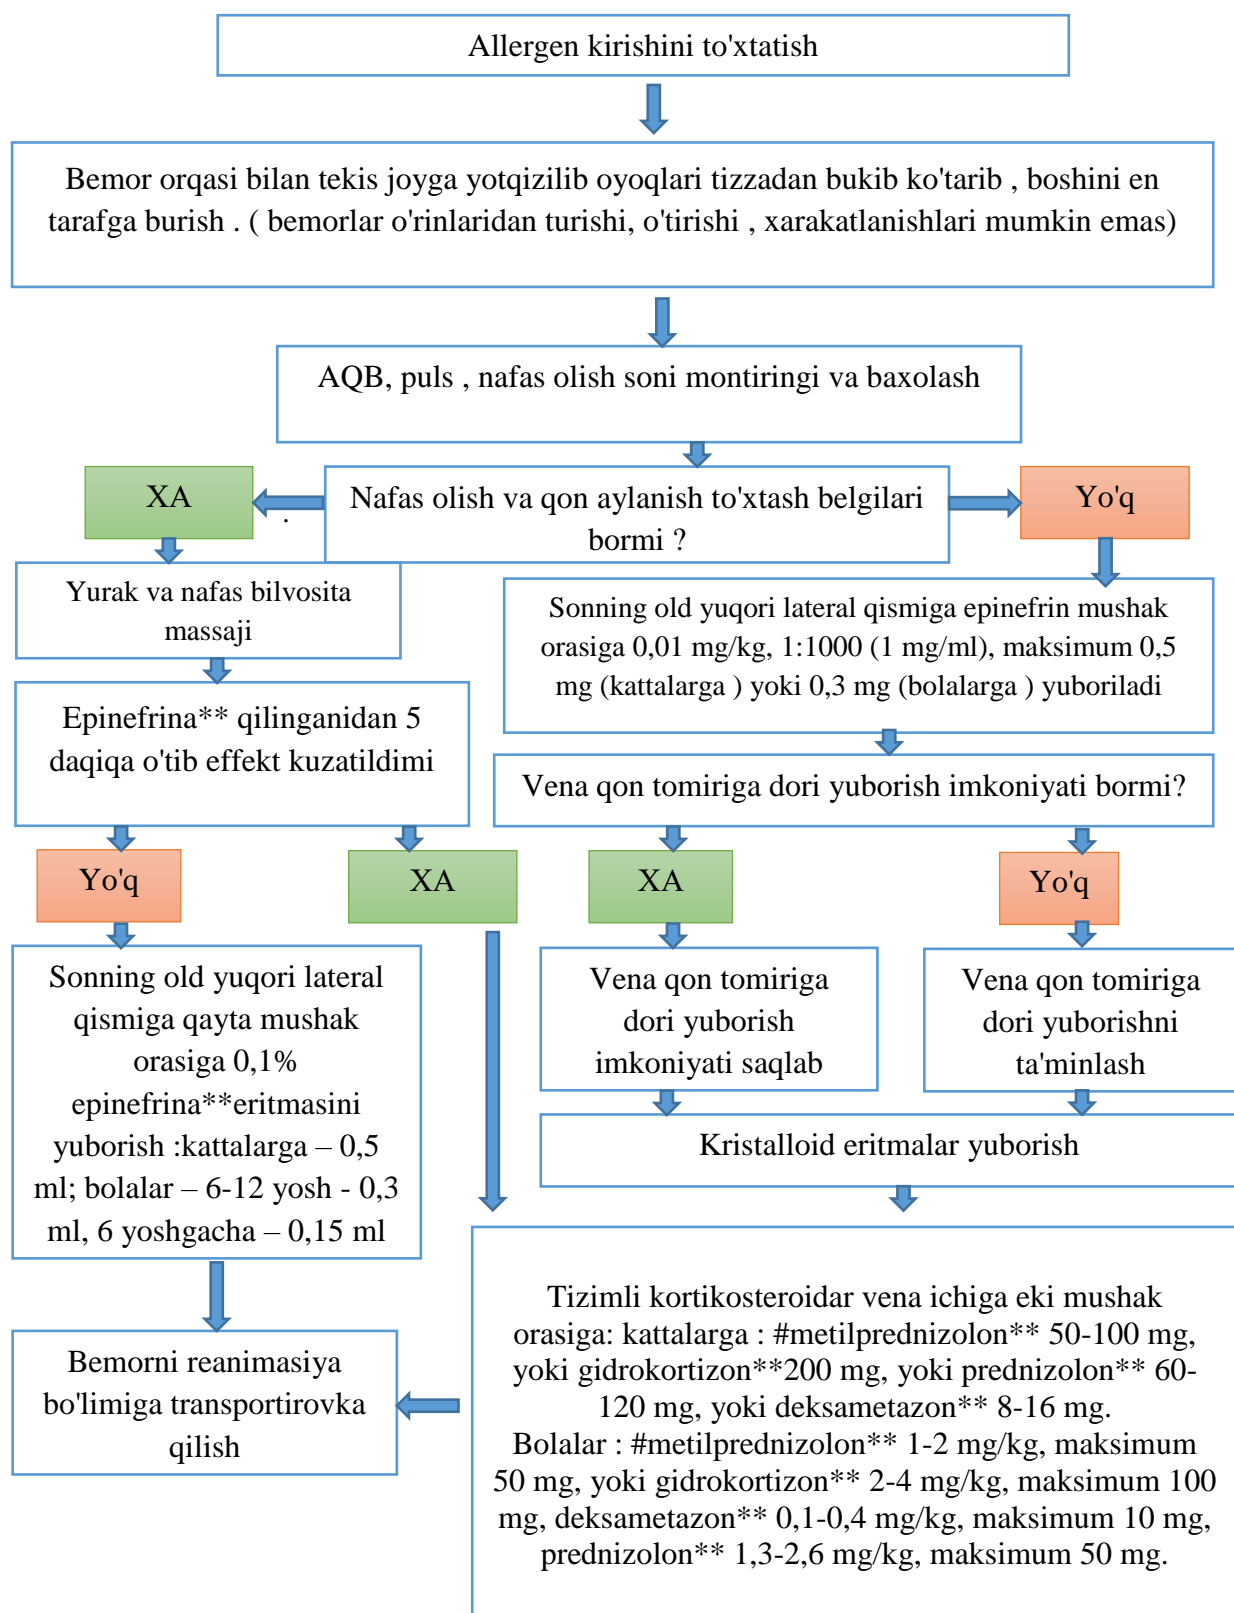 Allergen kirishini to'xtatish
Bemor orqasi bilan tekis joyga yotqizilib oyoqlari tizzadan bukib ko'tarib , boshini en
tarafga burish . ( bemorlar o'rinlaridan turishi, o'tirishi , xarakatlanishlari mumkin emas)
AQB, puls , nafas olish soni montiringi va baxolash
XA
.
Nafas olish va qon aylanish to'xtash belgilari
bormi ?
Yo'q
Yurak va nafas bilvosita
massaji
Sonning old yuqori lateral qismiga epinefrin mushak
orasiga 0,01 mg/kg, 1:1000 (1 mg/ml), maksimum 0,5
mg (kattalarga ) yoki 0,3 mg (bolalarga ) yuboriladi
Epinefrina** qilinganidan 5
daqiqa o'tib effekt kuzatildimi
Vena qon tomiriga dori yuborish imkoniyati bormi?
Yo'q
XA
XA
Yo'q
Sonning old yuqori lateral
qismiga qayta mushak
orasiga 0,1%
epinefrina**eritmasini
yuborish :kattalarga – 0,5
ml; bolalar – 6-12 yosh - 0,3
ml, 6 yoshgacha – 0,15 ml
Vena qon tomiriga
dori yuborish
imkoniyati saqlab
Vena qon tomiriga
dori yuborishni
ta'minlash
Kristalloid eritmalar yuborish
Bemorni reanimasiya
bo'limiga transportirovka
qilish
Tizimli kortikosteroidar vena ichiga eki mushak
orasiga: kattalarga : #metilprednizolon** 50-100 mg,
yoki gidrokortizon**200 mg, yoki prednizolon** 60-
120 mg, yoki deksametazon** 8-16 mg.
Bolalar : #metilprednizolon** 1-2 mg/kg, maksimum
50 mg, yoki gidrokortizon** 2-4 mg/kg, maksimum 100
mg, deksametazon** 0,1-0,4 mg/kg, maksimum 10 mg,
prednizolon** 1,3-2,6 mg/kg, maksimum 50 mg.